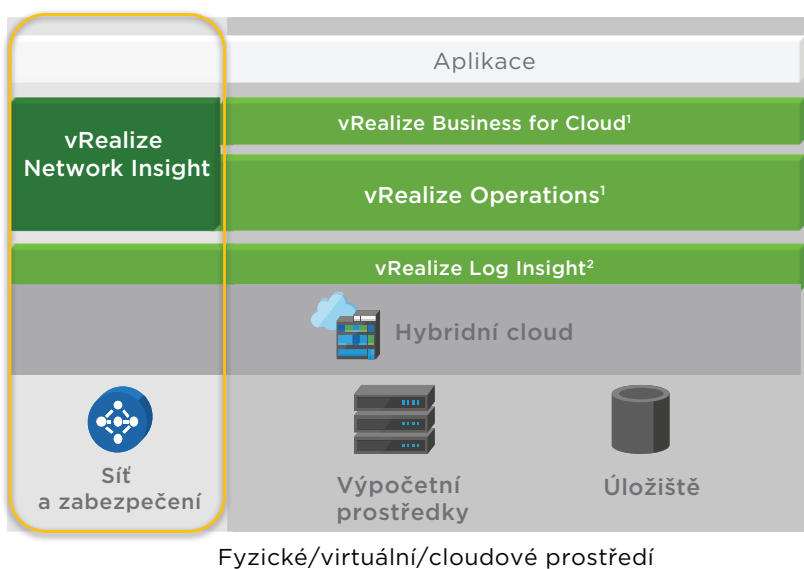 Aplikace
vRealize
Network Insight
vRealize Business for Cloud¹
vRealize Operations¹
vRealize Log Insight²
Hybridní cloud
Síť
a zabezpečení
Výpočetní
prostředky
Úložiště
Fyzické/virtuální/cloudové prostředí